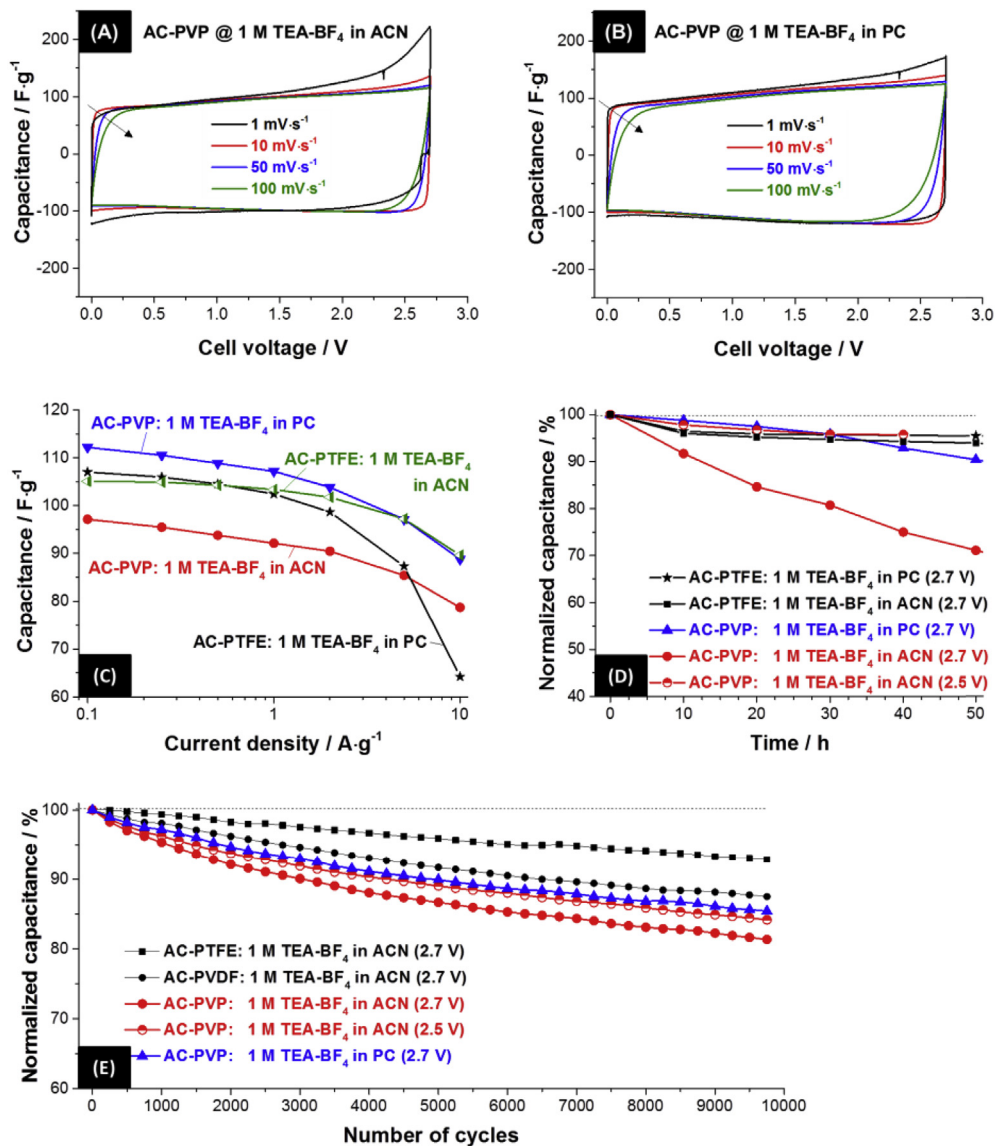 (A) AC-PVP @ 1 M TEA-BF₄ in ACN
Capacitance / F·g⁻¹
200
100
0
-100
-200
1 mV·s⁻¹
10 mV·s⁻¹
50 mV·s⁻¹
100 mV·s⁻¹
0.0 0.5 1.0 1.5 2.0 2.5 3.0
Cell voltage / V
(B) AC-PVP @ 1 M TEA-BF₄ in PC
Capacitance / F·g⁻¹
200
100
0
-100
-200
1 mV·s⁻¹
10 mV·s⁻¹
50 mV·s⁻¹
100 mV·s⁻¹
0.0 0.5 1.0 1.5 2.0 2.5 3.0
Cell voltage / V
Capacitance / F·g⁻¹
120
115
110
105
100
95
90
85
80
75
70
65
60
AC-PVP: 1 M TEA-BF₄ in PC
AC-PTFE: 1 M TEA-BF₄
in ACN
AC-PVP: 1 M TEA-BF₄ in ACN
AC-PTFE: 1 M TEA-BF₄ in PC
(C)
0.1 1 10
Current density / A·g⁻¹
Normalized capacitance / %
100
95
90
85
80
75
70
65
60
40
AC-PTFE: 1 M TEA-BF₄ in PC (2.7 V)
AC-PTFE: 1 M TEA-BF₄ in ACN (2.7 V)
AC-PVP: 1 M TEA-BF₄ in PC (2.7 V)
AC-PVP: 1 M TEA-BF₄ in ACN (2.7 V)
AC-PVP: 1 M TEA-BF₄ in ACN (2.5 V)
(D)
0 10 20 30 40 50
Time / h
Normalized capacitance / %
100
90
80
70
60
AC-PTFE: 1 M TEA-BF₄ in ACN (2.7 V)
AC-PVDF: 1 M TEA-BF₄ in ACN (2.7 V)
AC-PVP: 1 M TEA-BF₄ in ACN (2.7 V)
AC-PVP: 1 M TEA-BF₄ in ACN (2.5 V)
AC-PVP: 1 M TEA-BF₄ in PC (2.7 V)
(E)
0 1000 2000 3000 4000 5000 6000 7000 8000 9000 10000
Number of cycles